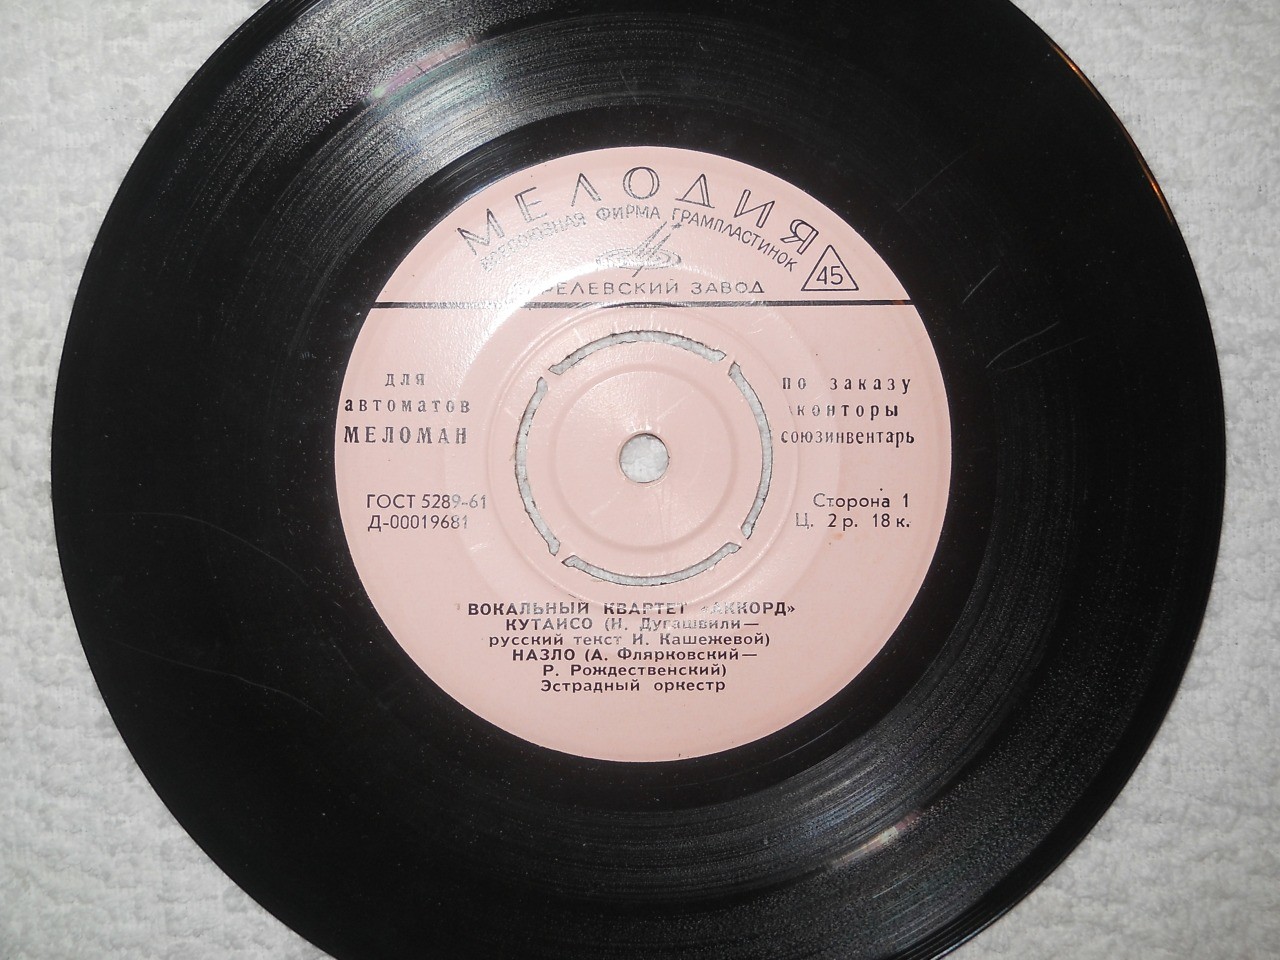 МЕЛОДИЯ
ВСЕСОЮЗНАЯ ФИРМА ГРАМПЛАСТИНОК
45
ЗАВОД
для
автоматов
МЕЛОМАН
по заказу
конторы
союзинвентарь
ГОСТ 5289-61
Д-00019681
Сторона 1
Ц. 2 р. 18 к.
ВОКАЛЬНЫЙ КВАРТЕТ «АККОРД»
КУТАИСО (Н. Дугашвили—
русский текст И. Кашежевой)
НАЗЛО (А. Флярковский—
Р. Рождественский)
Эстрадный оркестр